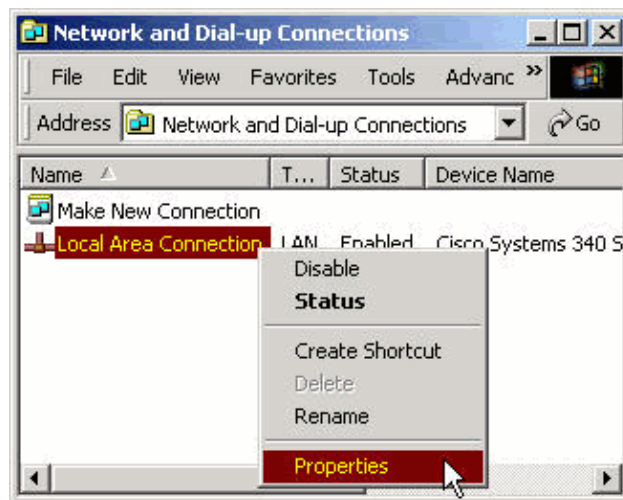 Network and Dial-up Connections
File Edit View Favorites Tools Advanc »
Address Network and Dial-up Connections Go
Name T... Status Device Name
Make New Connection
Local Area Connection LAN Enabled Cisco Systems 340 S
Disable
Status
Create Shortcut
Delete
Rename
Properties